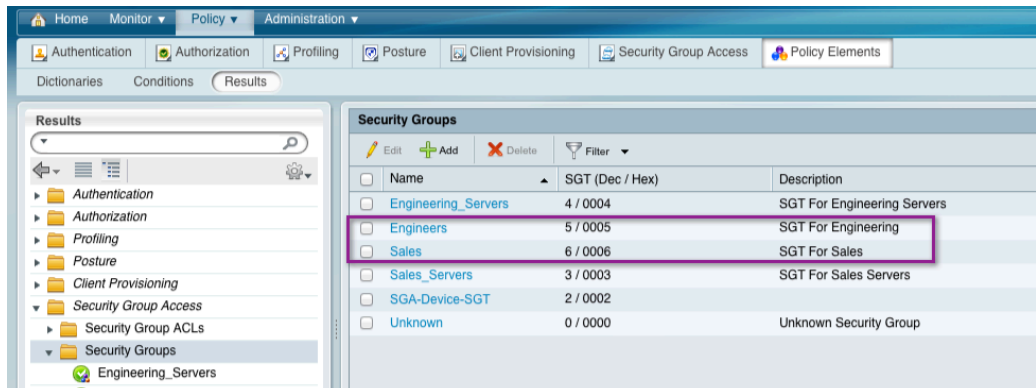 Home Monitor Policy Administration
Authentication Authorization Profiling Posture Client Provisioning Security Group Access Policy Elements
Dictionaries Conditions Results
Results
Authentication
Authorization
Profiling
Posture
Client Provisioning
Security Group Access
Security Group ACLs
Security Groups
Engineering_Servers
Security Groups
Edit Add Delete Filter
Name SGT (Dec / Hex) Description
Engineering_Servers 4 / 0004 SGT For Engineering Servers
Engineers 5 / 0005 SGT For Engineering
Sales 6 / 0006 SGT For Sales
Sales_Servers 3 / 0003 SGT For Sales Servers
SGA-Device-SGT 2 / 0002
Unknown 0 / 0000 Unknown Security Group